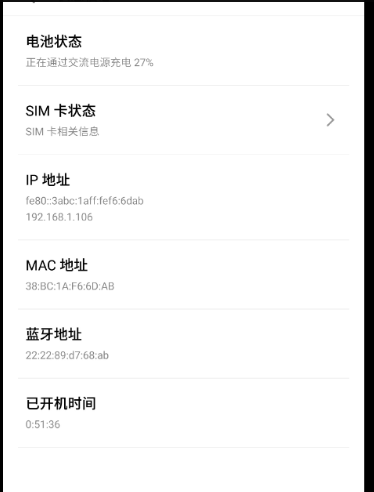 电池状态
正在通过交流电源充电 27%
SIM 卡状态
SIM 卡相关信息
IP 地址
fe80::3abc:1aff:fef6:6dab
192.168.1.106
MAC 地址
38:BC:1A:F6:6D:AB
蓝牙地址
22:22:89:d7:68:ab
已开机时间
0:51:36